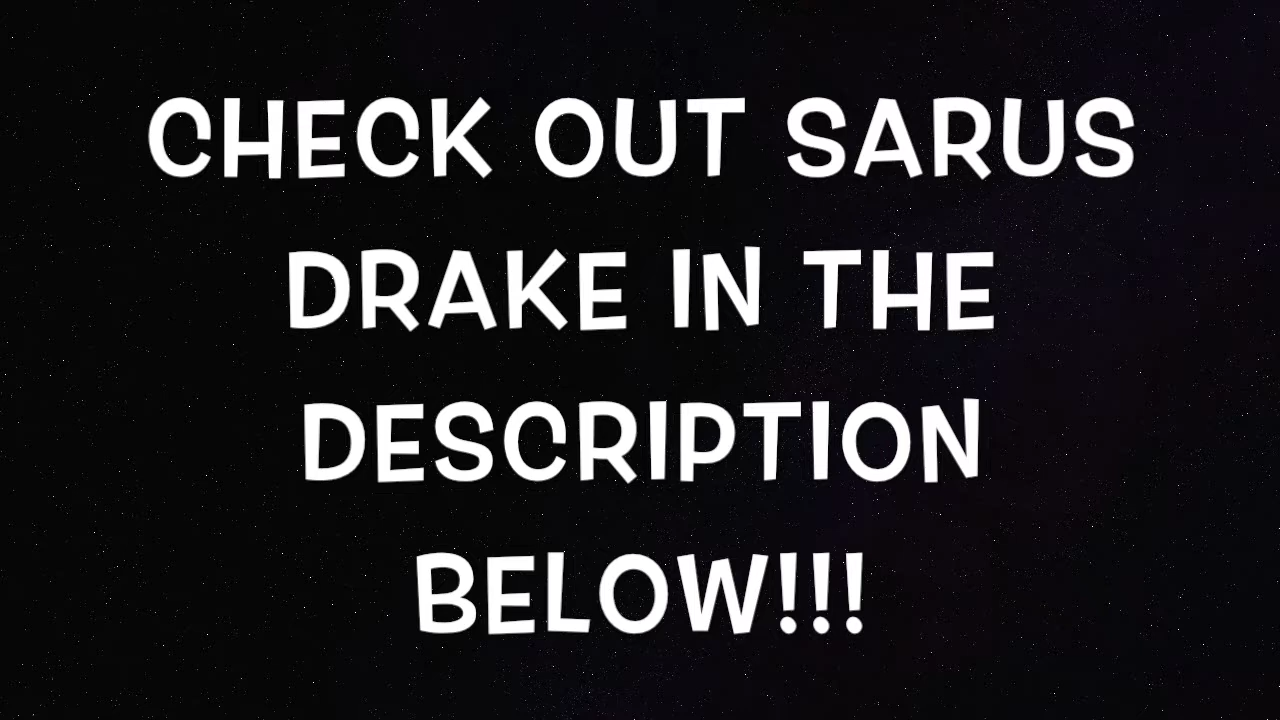 CHECK OUT SARUS
DRAKE IN THE
DESCRIPTION
BELOW!!!